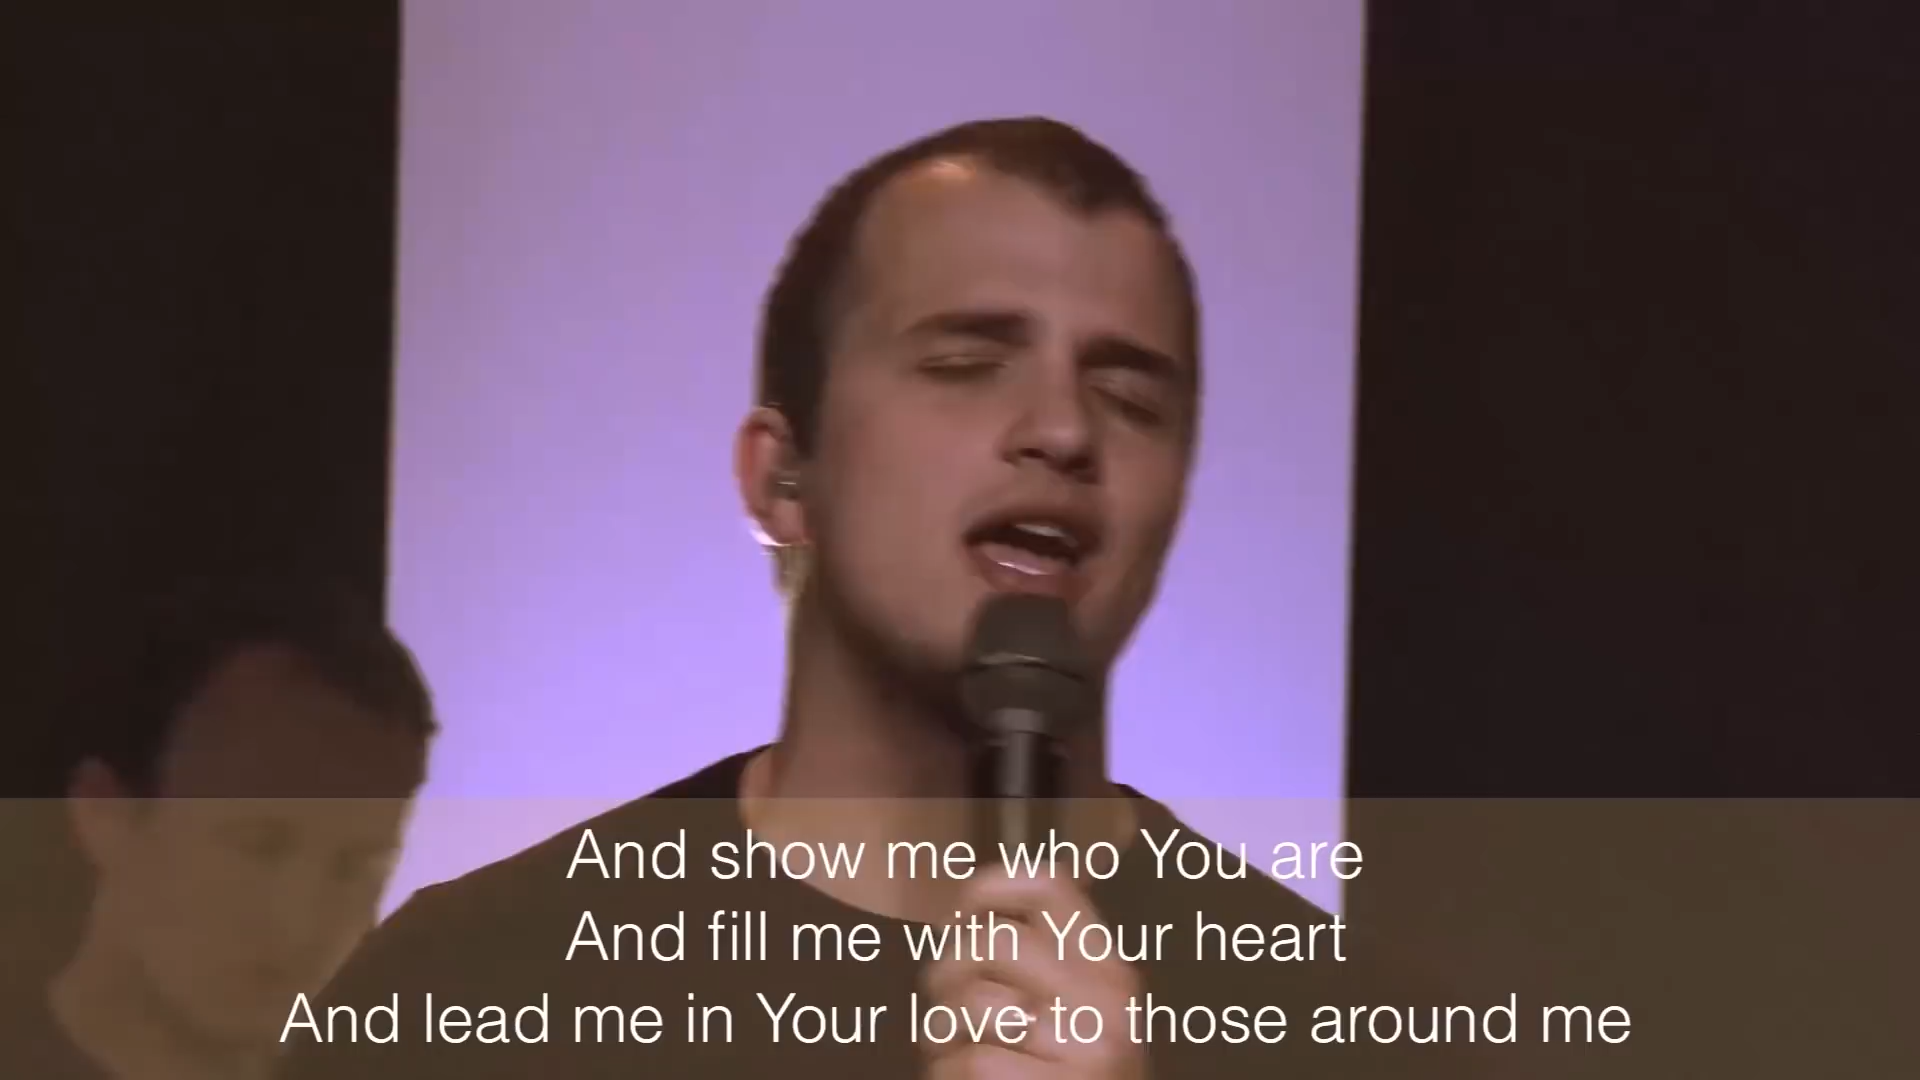 And show me who You are
And fill me with Your heart
And lead me in Your love to those around me